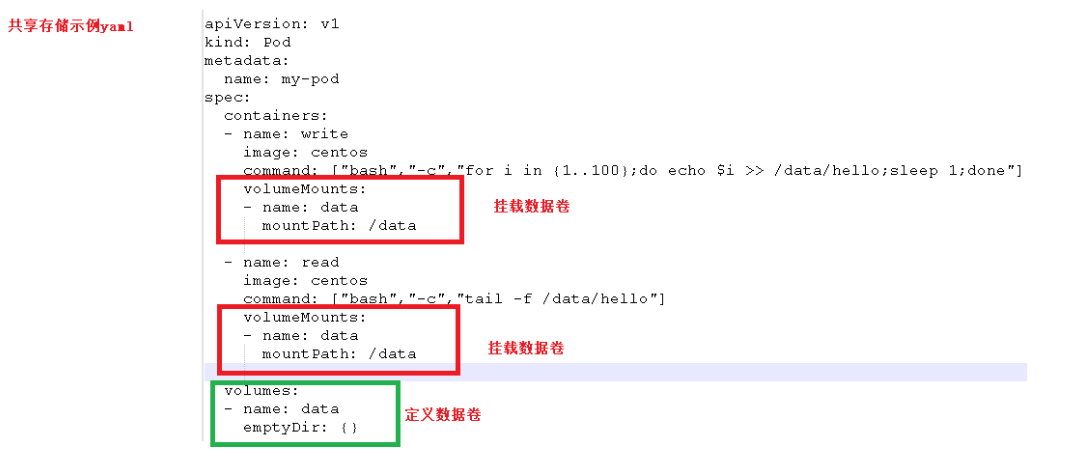 共享存储示例yaml
apiVersion: v1
kind: Pod
metadata:
  name: my-pod
spec:
  containers:
  - name: write
    image: centos
    command: ["bash","-c","for i in {1..100};do echo $i >> /data/hello;sleep 1;done"]
    volumeMounts:
    - name: data
      mountPath: /data
挂载数据卷
  - name: read
    image: centos
    command: ["bash","-c","tail -f /data/hello"]
    volumeMounts:
    - name: data
      mountPath: /data
挂载数据卷
  volumes:
  - name: data
    emptyDir: {}
定义数据卷